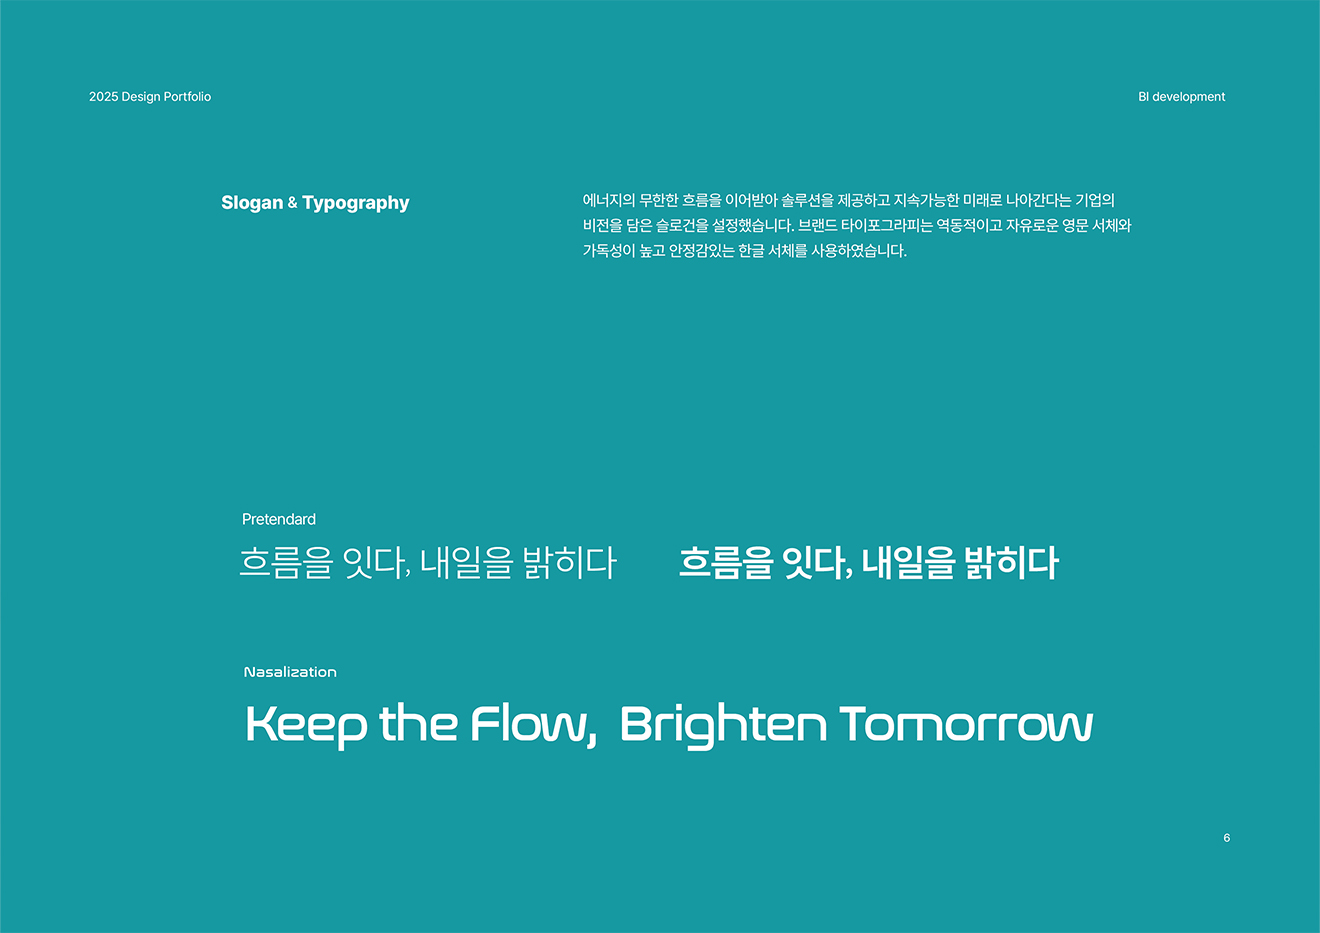 2025 Design Portfolio
BI development
Slogan & Typography
에너지의 무한한 흐름을 이어받아 솔루션을 제공하고 지속가능한 미래로 나아간다는 기업의
비전을 담은 슬로건을 설정했습니다. 브랜드 타이포그라피는 역동적이고 자유로운 영문 서체와
가독성이 높고 안정감있는 한글 서체를 사용하였습니다.
Pretendard
흐름을 잇다, 내일을 밝히다
흐름을 잇다, 내일을 밝히다
Nasalization
Keep the Flow, Brighten Tomorrow
6